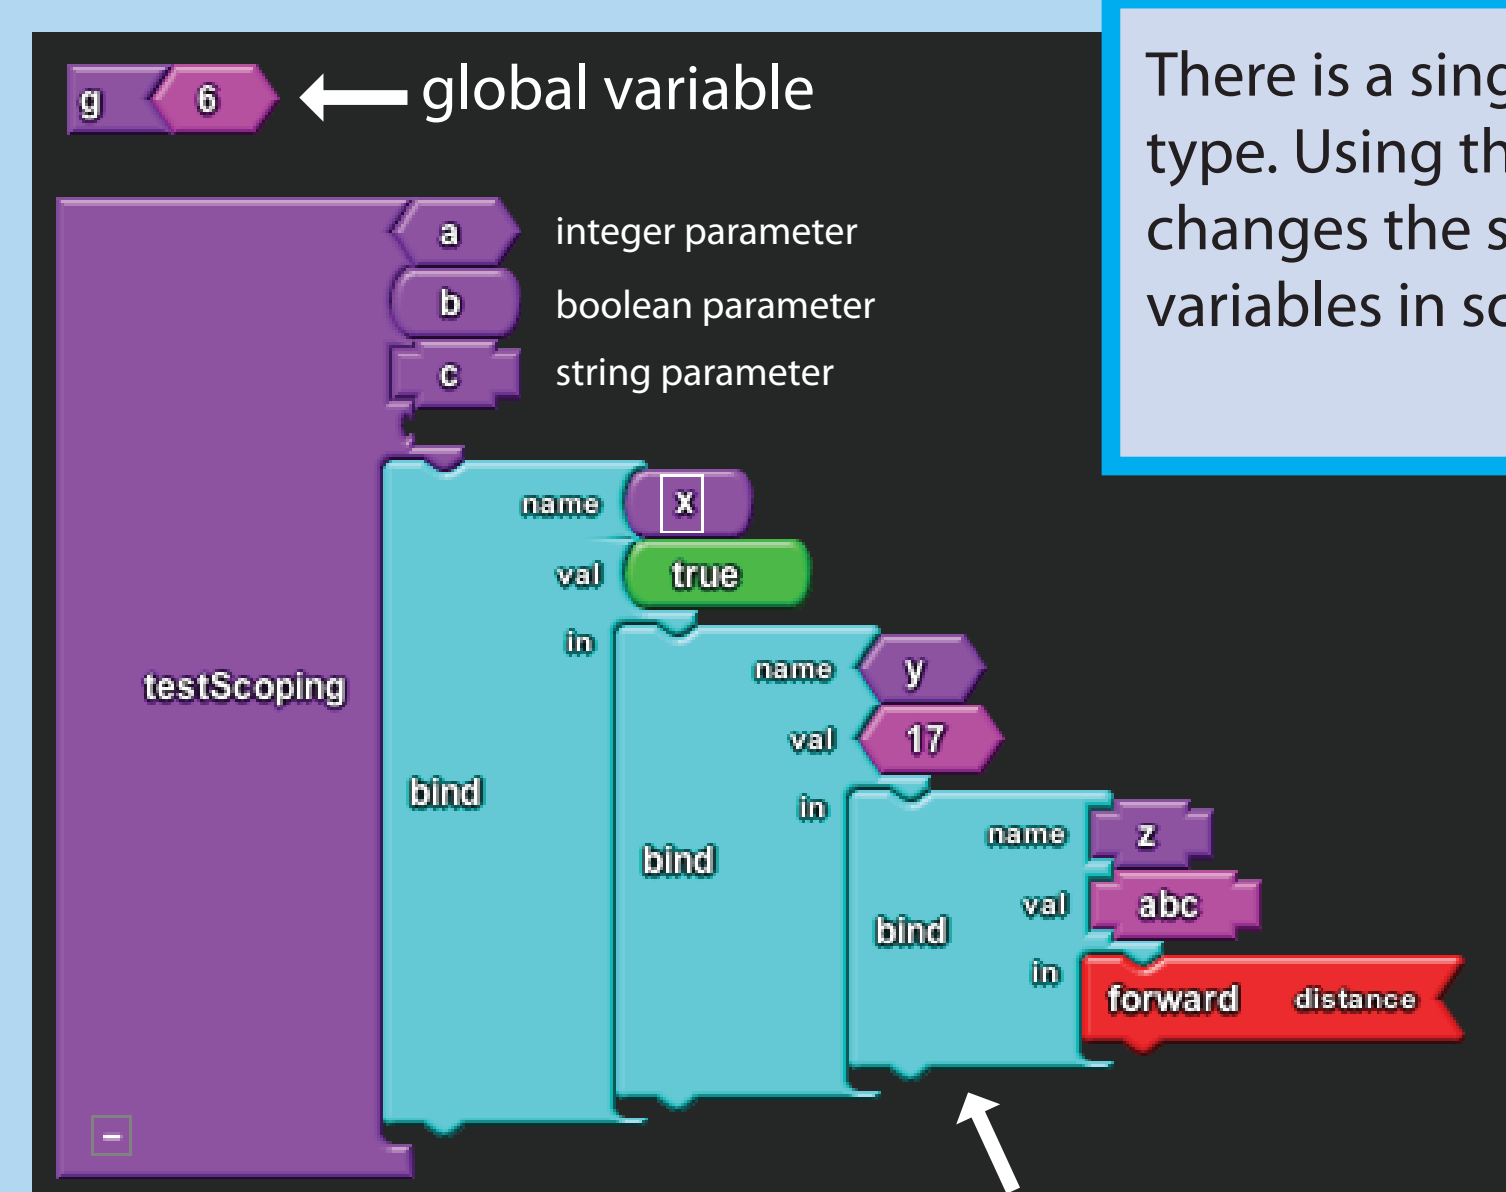 g 6 global variable
There is a sing
type. Using th
changes the s
variables in sc
a integer parameter
b boolean parameter
c string parameter
name x
val true
in
testScoping
bind
name y
val 17
in
bind
name z
val abc
in
bind
forward distance
–